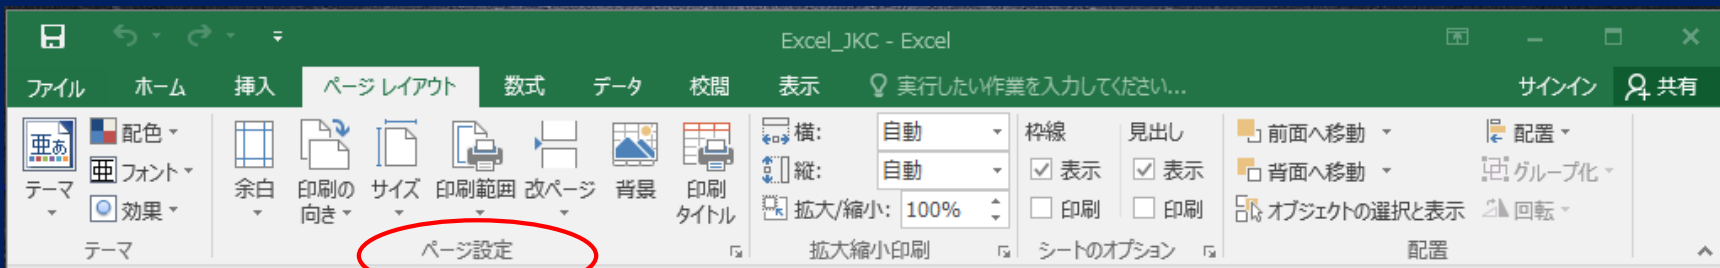 Excel_JKC - Excel
ファイル ホーム 挿入 ページ レイアウト 数式 データ 校閲 表示 実行したい作業を入力してください... サインイン 共有
亜あ 配色 横: 自動 枠線 見出し 前面へ移動 配置
亜 フォント 縦: 自動 表示 表示 背面へ移動 グループ化
テーマ 効果 余白 印刷の向き サイズ 印刷範囲 改ページ 背景 印刷タイトル 拡大/縮小: 100% 印刷 印刷 オブジェクトの選択と表示 回転
テーマ ページ設定 拡大縮小印刷 シートのオプション 配置